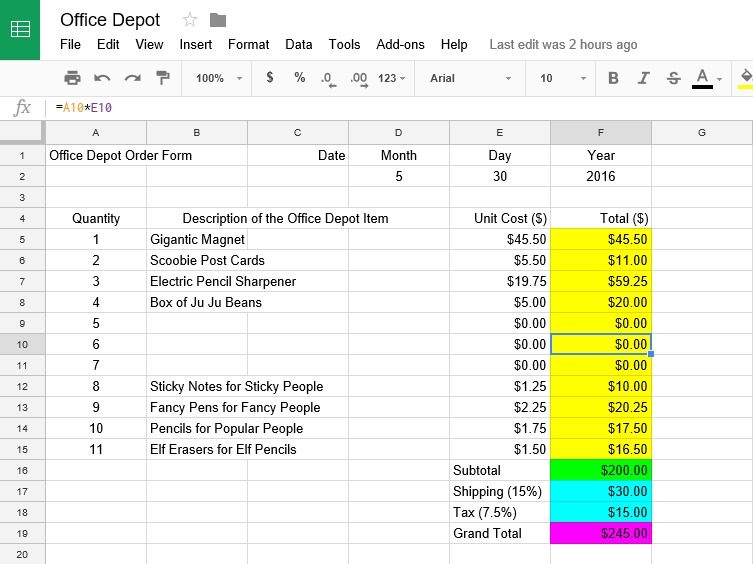 Office Depot
File Edit View Insert Format Data Tools Add-ons Help Last edit was 2 hours ago
100% $ % .0 .00 123 Arial 10 B I S A
fx =A10*E10
A B C D E F G
1 Office Depot Order Form Date Month Day Year
2 5 30 2016
3
4 Quantity Description of the Office Depot Item Unit Cost ($) Total ($)
5 1 Gigantic Magnet $45.50 $45.50
6 2 Scoobie Post Cards $5.50 $11.00
7 3 Electric Pencil Sharpener $19.75 $59.25
8 4 Box of Ju Ju Beans $5.00 $20.00
9 5 $0.00 $0.00
10 6 $0.00 $0.00
11 7 $0.00 $0.00
12 8 Sticky Notes for Sticky People $1.25 $10.00
13 9 Fancy Pens for Fancy People $2.25 $20.25
14 10 Pencils for Popular People $1.75 $17.50
15 11 Elf Erasers for Elf Pencils $1.50 $16.50
16 Subtotal $200.00
17 Shipping (15%) $30.00
18 Tax (7.5%) $15.00
19 Grand Total $245.00
20